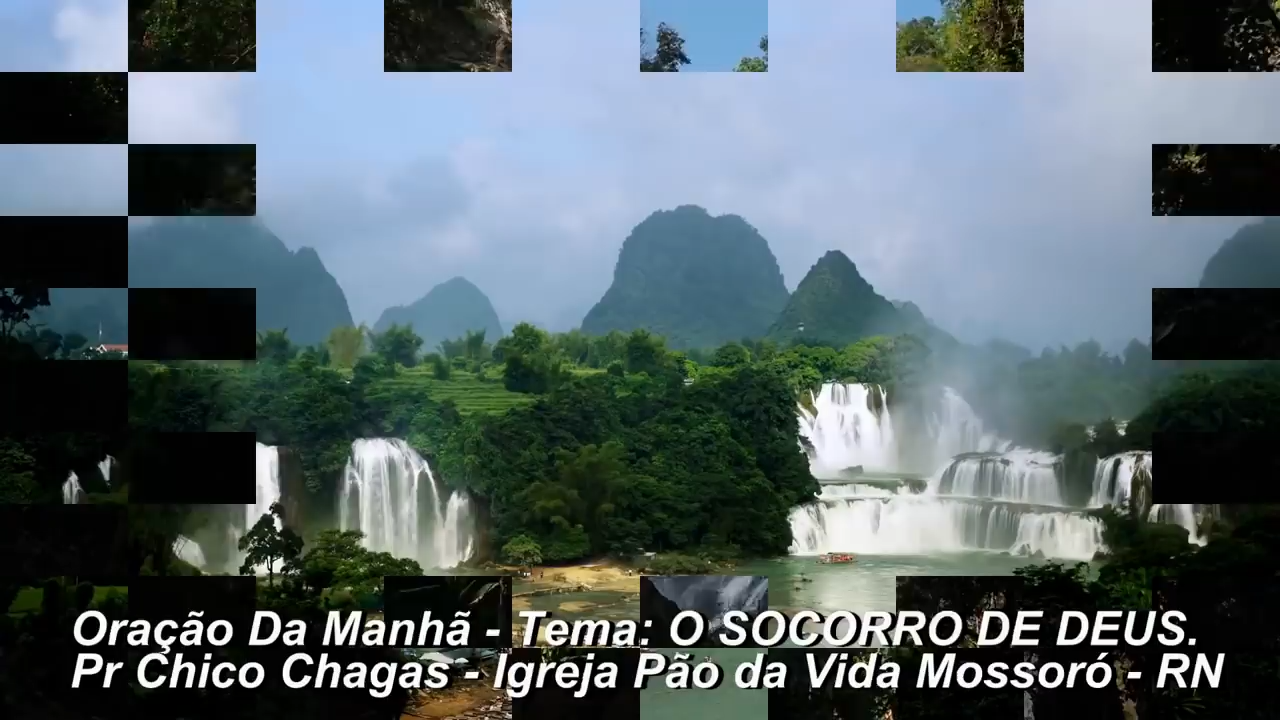 Oração Da Manhã - Tema: O SOCORRO DE DEUS.
Pr Chico Chagas - Igreja Pão da Vida Mossoró - RN